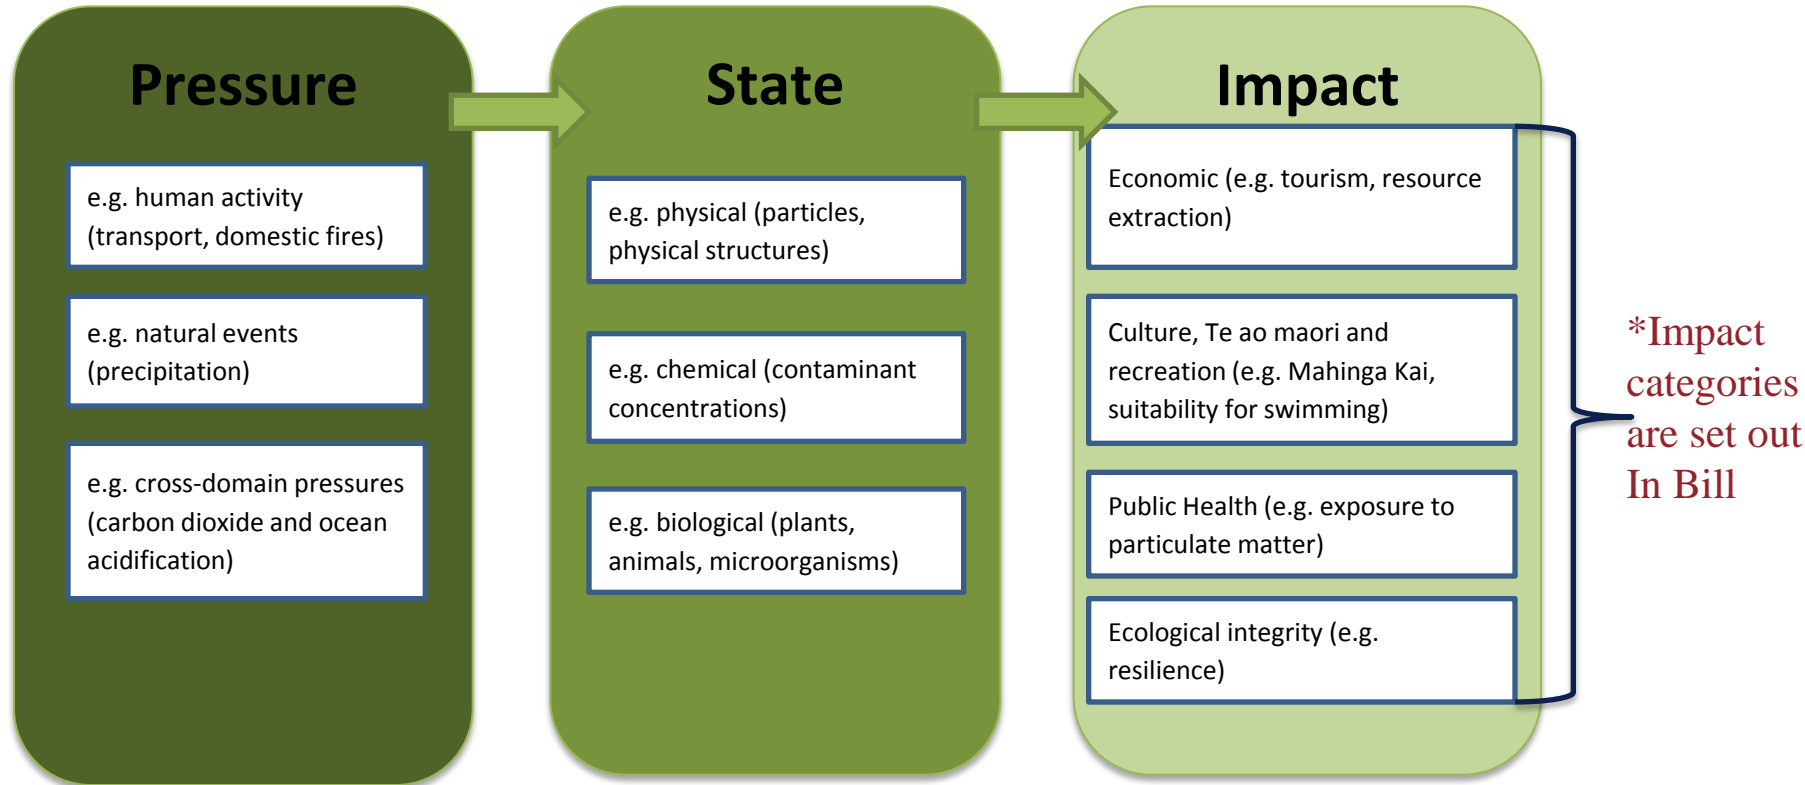 Pressure
e.g. human activity
(transport, domestic fires)
e.g. natural events
(precipitation)
e.g. cross-domain pressures
(carbon dioxide and ocean
acidification)
State
e.g. physical (particles,
physical structures)
e.g. chemical (contaminant
concentrations)
e.g. biological (plants,
animals, microorganisms)
Impact
Economic (e.g. tourism, resource
extraction)
Culture, Te ao maori and
recreation (e.g. Mahinga Kai,
suitability for swimming)
Public Health (e.g. exposure to
particulate matter)
Ecological integrity (e.g.
resilience)
*Impact
categories
are set out
In Bill